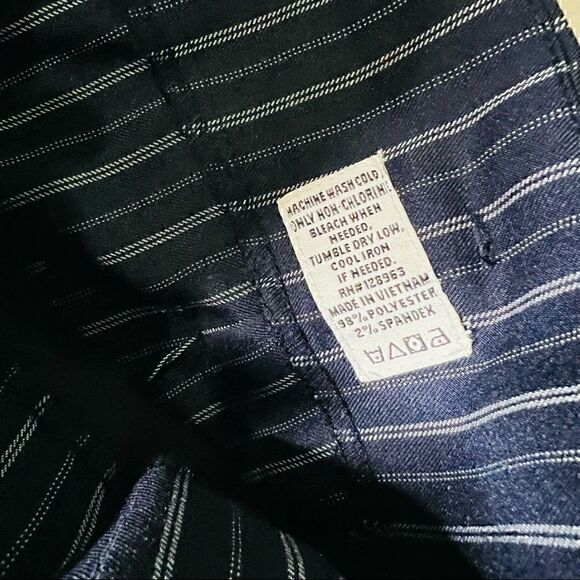 MACHINE WASH COLD
ONLY NON-CHLORINE
BLEACH WHEN
NEEDED.
TUMBLE DRY LOW,
COOL IRON
IF NEEDED.
RN#128963
MADE IN VIETNAM
98% POLYESTER
2% SPANDEX